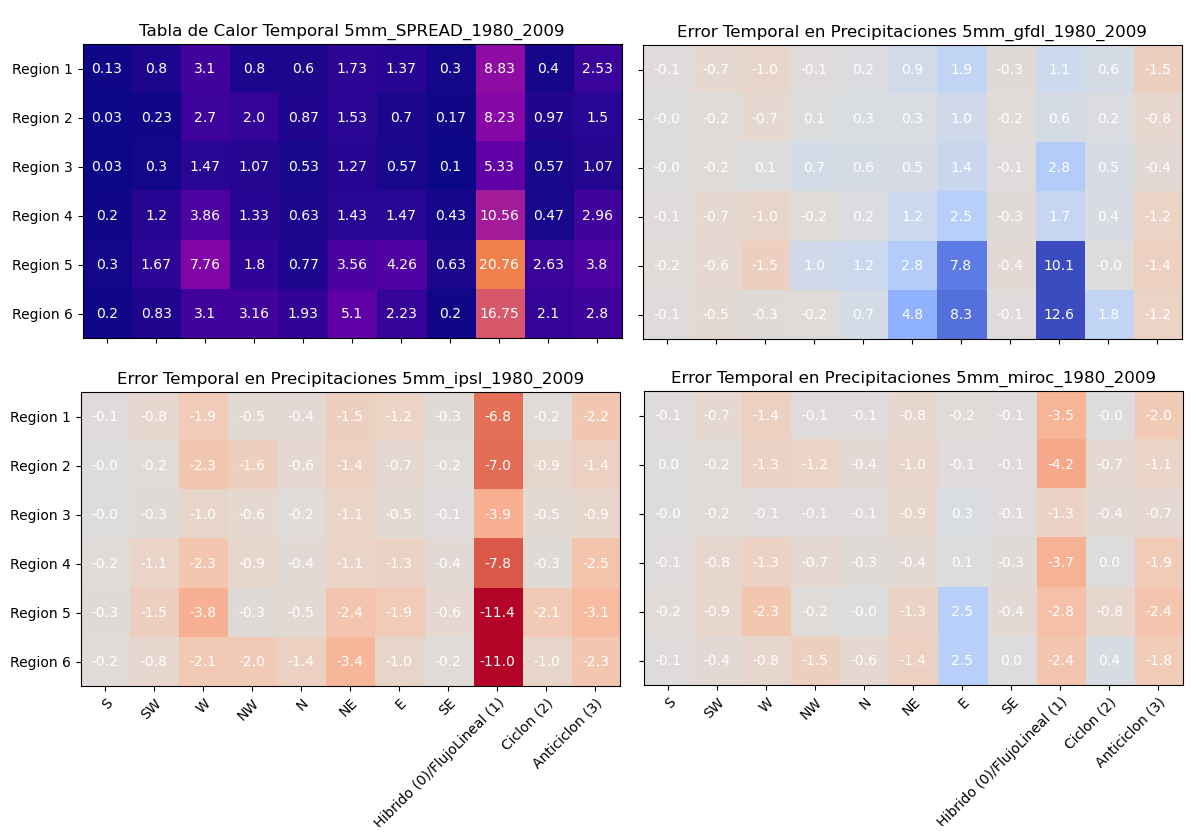 Tabla de Calor Temporal 5mm_SPREAD_1980_2009
Region 1 0.13 0.8 3.1 0.8 0.6 1.73 1.37 0.3 8.83 0.4 2.53
Region 2 0.03 0.23 2.7 2.0 0.87 1.53 0.7 0.17 8.23 0.97 1.5
Region 3 0.03 0.3 1.47 1.07 0.53 1.27 0.57 0.1 5.33 0.57 1.07
Region 4 0.2 1.2 3.86 1.33 0.63 1.43 1.47 0.43 10.56 0.47 2.96
Region 5 0.3 1.67 7.76 1.8 0.77 3.56 4.26 0.63 20.76 2.63 3.8
Region 6 0.2 0.83 3.1 3.16 1.93 5.1 2.23 0.2 16.75 2.1 2.8
Error Temporal en Precipitaciones 5mm_gfdl_1980_2009
-0.1 -0.7 -1.0 -0.1 0.2 0.9 1.9 -0.3 1.1 0.6 -1.5
-0.0 -0.2 -0.7 0.1 0.3 0.3 1.0 -0.2 0.6 0.2 -0.8
-0.0 -0.2 0.1 0.7 0.6 0.5 1.4 -0.1 2.8 0.5 -0.4
-0.1 -0.7 -1.0 -0.2 0.2 1.2 2.5 -0.3 1.7 0.4 -1.2
-0.2 -0.6 -1.5 1.0 1.2 2.8 7.8 -0.4 10.1 -0.0 -1.4
-0.1 -0.5 -0.3 -0.2 0.7 4.8 8.3 -0.1 12.6 1.8 -1.2
Error Temporal en Precipitaciones 5mm_ipsl_1980_2009
Region 1 -0.1 -0.8 -1.9 -0.5 -0.4 -1.5 -1.2 -0.3 -6.8 -0.2 -2.2
Region 2 -0.0 -0.2 -2.3 -1.6 -0.6 -1.4 -0.7 -0.2 -7.0 -0.9 -1.4
Region 3 -0.0 -0.3 -1.0 -0.6 -0.2 -1.1 -0.5 -0.1 -3.9 -0.5 -0.9
Region 4 -0.2 -1.1 -2.3 -0.9 -0.4 -1.1 -1.3 -0.4 -7.8 -0.3 -2.5
Region 5 -0.3 -1.5 -3.8 -0.3 -0.5 -2.4 -1.9 -0.6 -11.4 -2.1 -3.1
Region 6 -0.2 -0.8 -2.1 -2.0 -1.4 -3.4 -1.0 -0.2 -11.0 -1.0 -2.3
S SW W NW N NE E SE Hibrido (0)/FlujoLineal (1) Ciclon (2) Anticiclon (3)
Error Temporal en Precipitaciones 5mm_miroc_1980_2009
-0.1 -0.7 -1.4 -0.1 -0.1 -0.8 -0.2 -0.1 -3.5 -0.0 -2.0
0.0 -0.2 -1.3 -1.2 -0.4 -1.0 -0.1 -0.1 -4.2 -0.7 -1.1
-0.0 -0.2 -0.1 -0.1 -0.1 -0.9 0.3 -0.1 -1.3 -0.4 -0.7
-0.1 -0.8 -1.3 -0.7 -0.3 -0.4 0.1 -0.3 -3.7 0.0 -1.9
-0.2 -0.9 -2.3 -0.2 -0.0 -1.3 2.5 -0.4 -2.8 -0.8 -2.4
-0.1 -0.4 -0.8 -1.5 -0.6 -1.4 2.5 0.0 -2.4 0.4 -1.8
S SW W NW N NE E SE Hibrido (0)/FlujoLineal (1) Ciclon (2) Anticiclon (3)